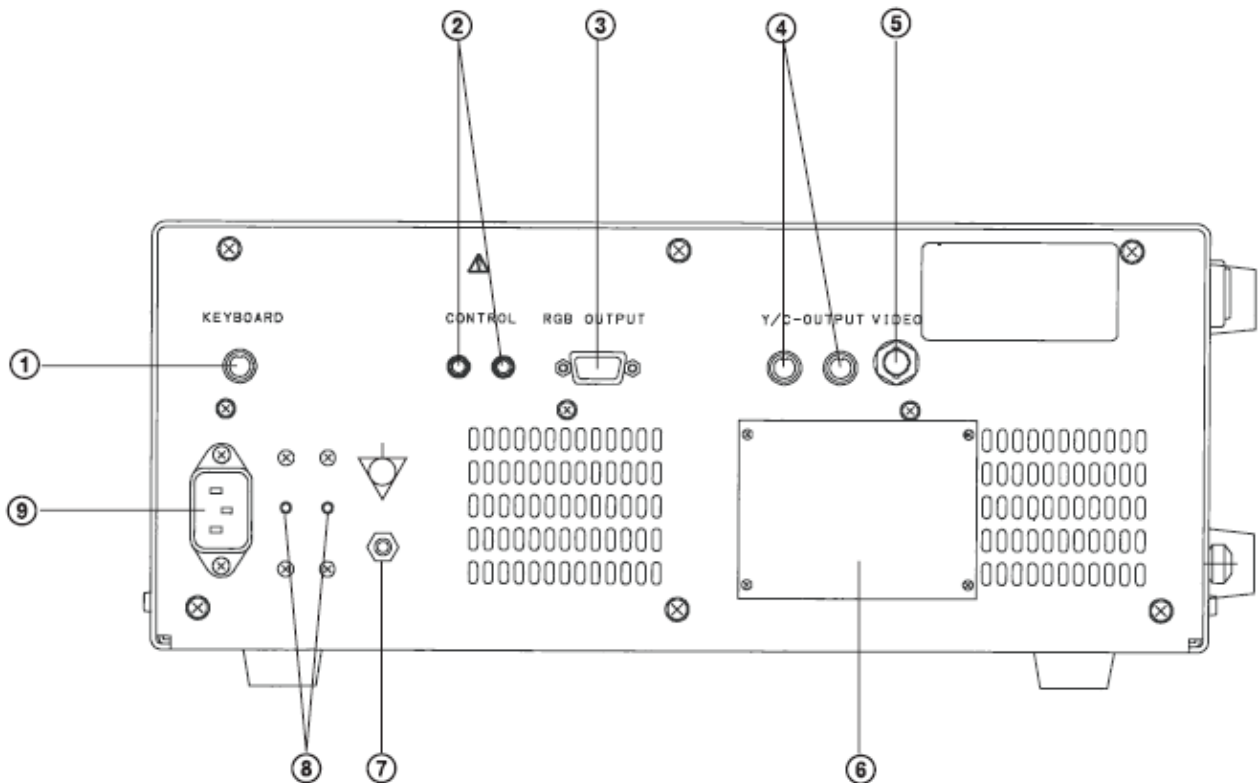 ② ③ ④ ⑤
KEYBOARD CONTROL RGB OUTPUT Y/C-OUTPUT VIDEO
①
⑨
⑧ ⑦ ⑥